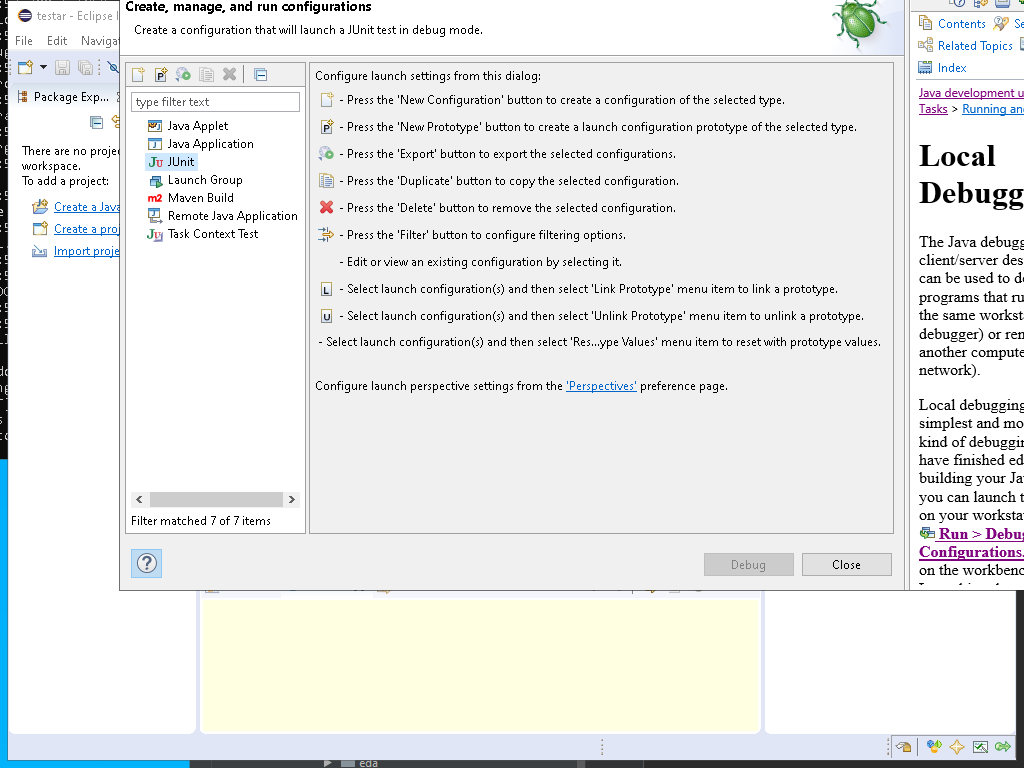 testar - Eclipse I
File Edit Navigat
Package Exp...
There are no projec
workspace.
To add a project:
Create a Java
Create a proj
Import proje
Create, manage, and run configurations
Create a configuration that will launch a JUnit test in debug mode.
type filter text
Java Applet
Java Application
JUnit
Launch Group
Maven Build
Remote Java Application
Task Context Test
Filter matched 7 of 7 items
Configure launch settings from this dialog:
- Press the 'New Configuration' button to create a configuration of the selected type.
- Press the 'New Prototype' button to create a launch configuration prototype of the selected type.
- Press the 'Export' button to export the selected configurations.
- Press the 'Duplicate' button to copy the selected configuration.
- Press the 'Delete' button to remove the selected configuration.
- Press the 'Filter' button to configure filtering options.
- Edit or view an existing configuration by selecting it.
- Select launch configuration(s) and then select 'Link Prototype' menu item to link a prototype.
- Select launch configuration(s) and then select 'Unlink Prototype' menu item to unlink a prototype.
- Select launch configuration(s) and then select 'Res...ype Values' menu item to reset with prototype values.
Configure launch perspective settings from the 'Perspectives' preference page.
Debug
Close
Contents Se
Related Topics
Index
Java development u
Tasks > Running and
Local
Debugg
The Java debugg
client/server des
can be used to de
programs that ru
the same workst
debugger) or ren
another compute
network).
Local debugging
simplest and mo
kind of debuggin
have finished ed
building your Ja
you can launch t
on your worksta
Run > Debug
Configurations.
on the workbenc
eda